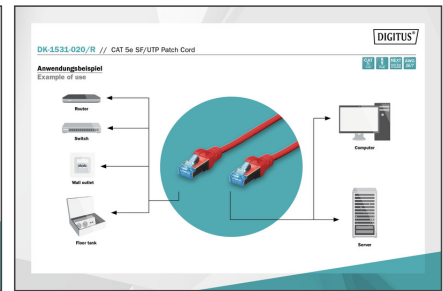 DIGITUS®
DK-1531-020/R // CAT 5e SF/UTP Patch Cord
Anwendungsbeispiel
Example of use
Router
Switch
Wall outlet
Floor tank
Computer
Server